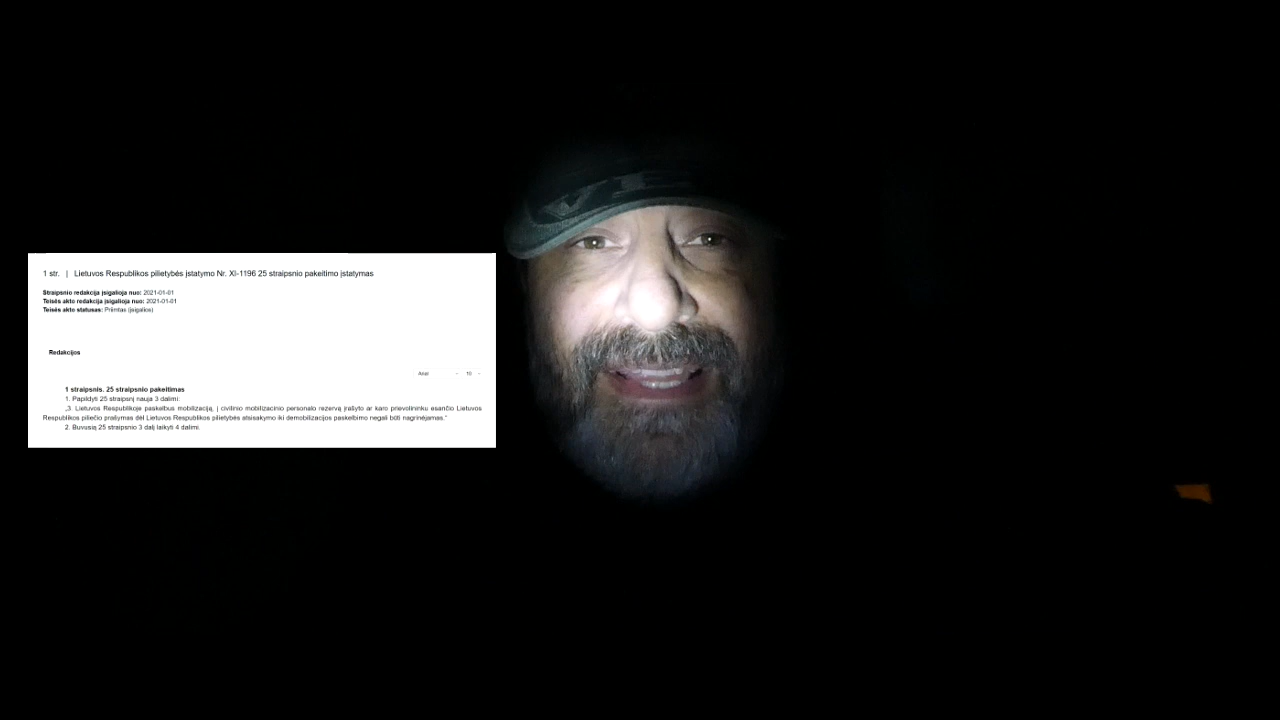 1 str. | Lietuvos Respublikos pilietybės įstatymo Nr. XI-1196 25 straipsnio pakeitimo įstatymas
Straipsnio redakcija įsigalioja nuo: 2021-01-01
Teisės akto redakcija įsigalioja nuo: 2021-01-01
Teisės akto statusas: Priimtas (įsigalios)
Redakcijos
Arial 10
1 straipsnis. 25 straipsnio pakeitimas
1. Papildyti 25 straipsnį nauja 3 dalimi:
„3. Lietuvos Respublikoje paskelbus mobilizaciją, į civilinio mobilizacinio personalo rezervą įrašyto ar karo prievolininku esančio Lietuvos
Respublikos piliečio prašymas dėl Lietuvos Respublikos pilietybės atsisakymo iki demobilizacijos paskelbimo negali būti nagrinėjamas."
2. Buvusią 25 straipsnio 3 dalį laikyti 4 dalimi.